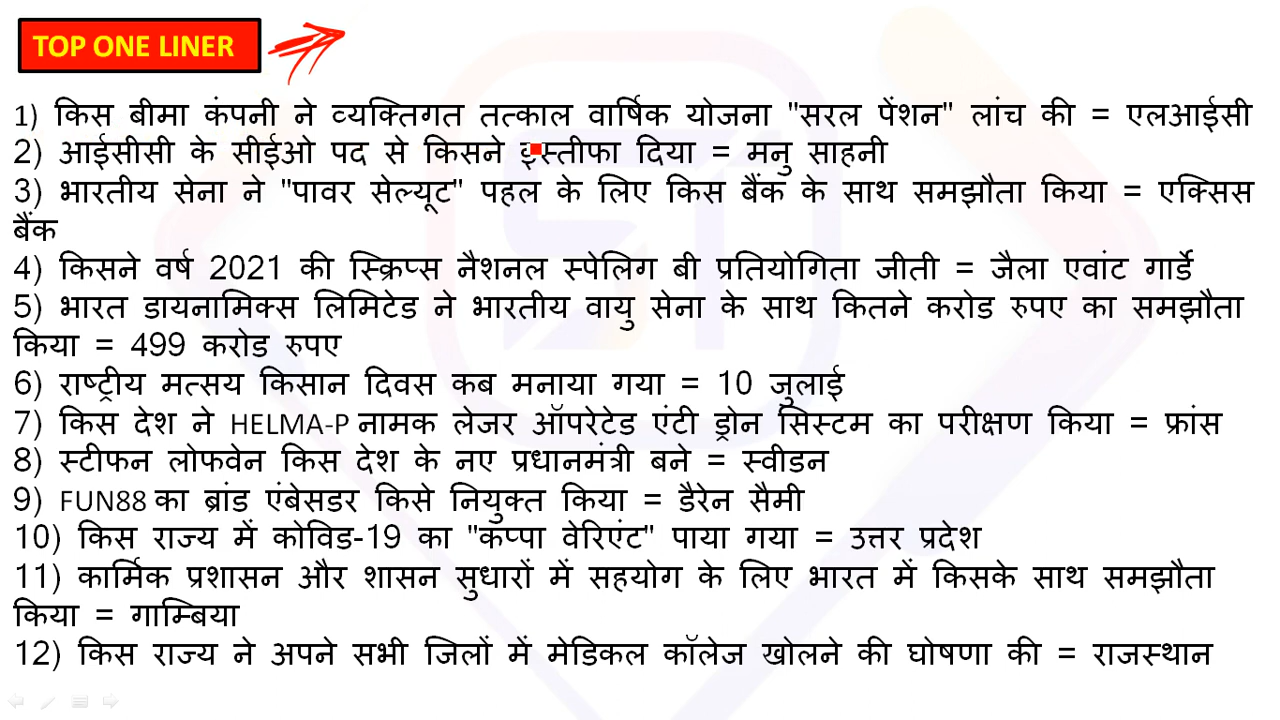 TOP ONE LINER
1) किस बीमा कंपनी ने व्यक्तिगत तत्काल वार्षिक योजना "सरल पेंशन" लांच की = एलआईसी
2) आईसीसी के सीईओ पद से किसने इस्तीफा दिया = मनु साहनी
3) भारतीय सेना ने "पावर सेल्यूट" पहल के लिए किस बैंक के साथ समझौता किया = एक्सिस
बैंक
4) किसने वर्ष 2021 की स्क्रिप्स नैशनल स्पेलिग बी प्रतियोगिता जीती = जैला एवांट गार्डे
5) भारत डायनामिक्स लिमिटेड ने भारतीय वायु सेना के साथ कितने करोड रुपए का समझौता
किया = 499 करोड रुपए
6) राष्ट्रीय मत्सय किसान दिवस कब मनाया गया = 10 जुलाई
7) किस देश ने HELMA-P नामक लेजर ऑपरेटेड एंटी ड्रोन सिस्टम का परीक्षण किया = फ्रांस
8) स्टीफन लोफवेन किस देश के नए प्रधानमंत्री बने = स्वीडन
9) FUN88 का ब्रांड एंबेसडर किसे नियुक्त किया = डैरेन सैमी
10) किस राज्य में कोविड-19 का "कप्पा वेरिएंट" पाया गया = उत्तर प्रदेश
11) कार्मिक प्रशासन और शासन सुधारों में सहयोग के लिए भारत में किसके साथ समझौता
किया = गाम्बिया
12) किस राज्य ने अपने सभी जिलों में मेडिकल कॉलेज खोलने की घोषणा की = राजस्थान